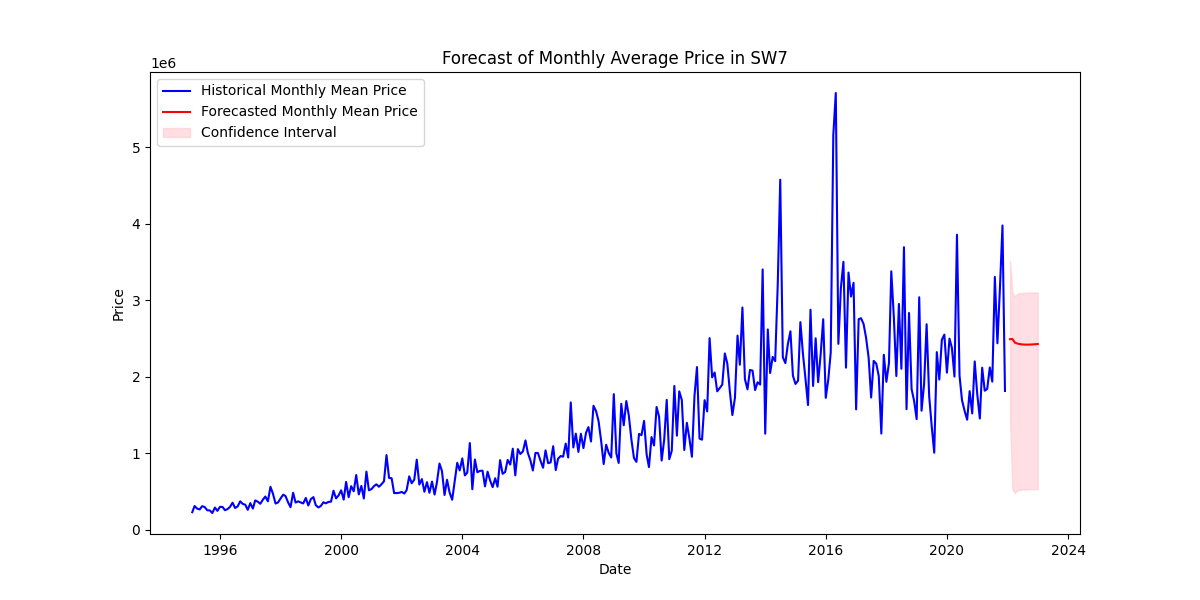 Forecast of Monthly Average Price in SW7
1e6
Historical Monthly Mean Price
Forecasted Monthly Mean Price
Confidence Interval
Price
5
4
3
2
1
0
1996 2000 2004 2008 2012 2016 2020 2024
Date